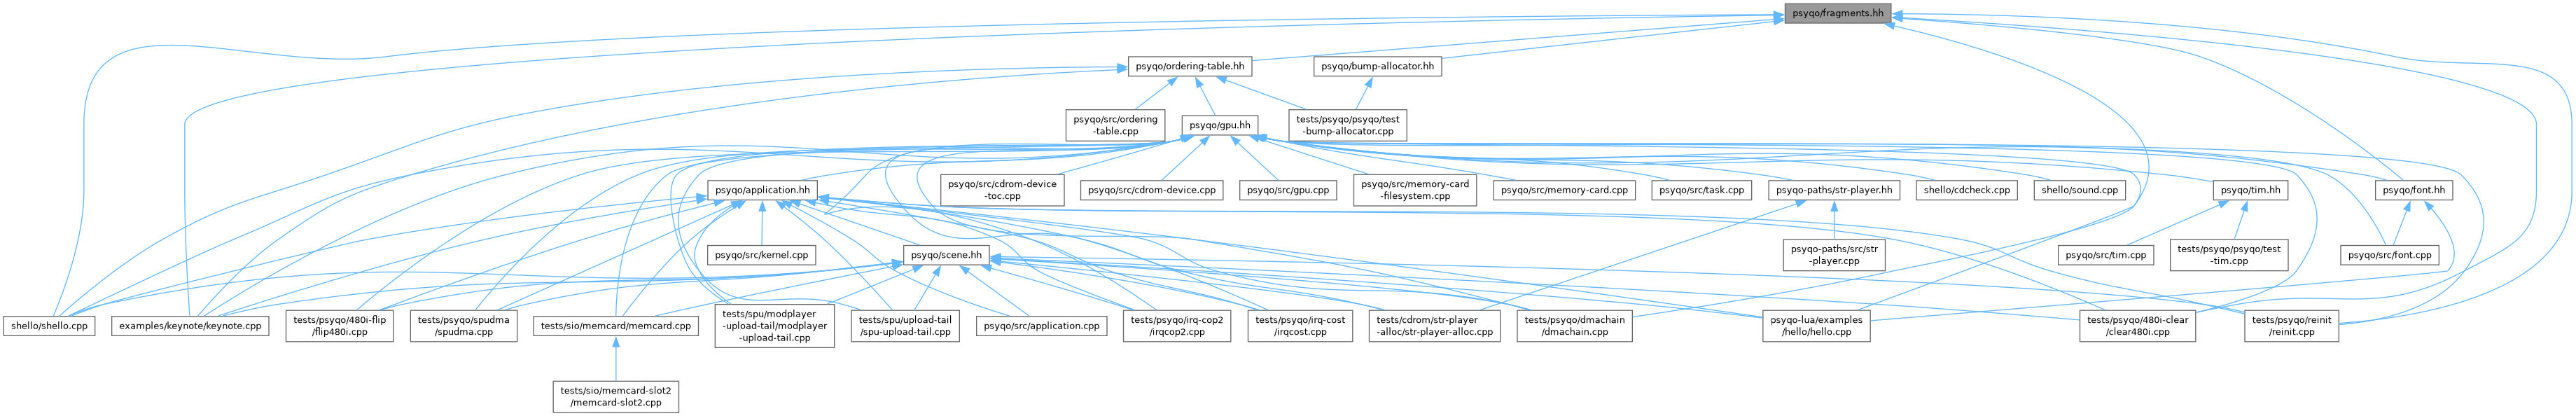 psyqo/fragments.hh
psyqo/ordering-table.hh
psyqo/bump-allocator.hh
psyqo/src/ordering
-table.cpp
psyqo/gpu.hh
tests/psyqo/psyqo/test
-bump-allocator.cpp
psyqo/application.hh
psyqo/src/cdrom-device
-toc.cpp
psyqo/src/cdrom-device.cpp
psyqo/src/gpu.cpp
psyqo/src/memory-card
-filesystem.cpp
psyqo/src/memory-card.cpp
psyqo/src/task.cpp
psyqo-paths/str-player.hh
shello/cdcheck.cpp
shello/sound.cpp
psyqo/tim.hh
psyqo/font.hh
psyqo/src/kernel.cpp
psyqo/scene.hh
psyqo-paths/src/str
-player.cpp
psyqo/src/tim.cpp
tests/psyqo/psyqo/test
-tim.cpp
psyqo/src/font.cpp
shello/shello.cpp
examples/keynote/keynote.cpp
tests/psyqo/480i-flip
/flip480i.cpp
tests/psyqo/spudma
/spudma.cpp
tests/sio/memcard/memcard.cpp
tests/spu/modplayer
-upload-tail/modplayer
-upload-tail.cpp
tests/spu/upload-tail
/spu-upload-tail.cpp
psyqo/src/application.cpp
tests/psyqo/irq-cop2
/irqcop2.cpp
tests/psyqo/irq-cost
/irqcost.cpp
tests/cdrom/str-player
-alloc/str-player-alloc.cpp
tests/psyqo/dmachain
/dmachain.cpp
psyqo-lua/examples
/hello/hello.cpp
tests/psyqo/480i-clear
/clear480i.cpp
tests/psyqo/reinit
/reinit.cpp
tests/sio/memcard-slot2
/memcard-slot2.cpp